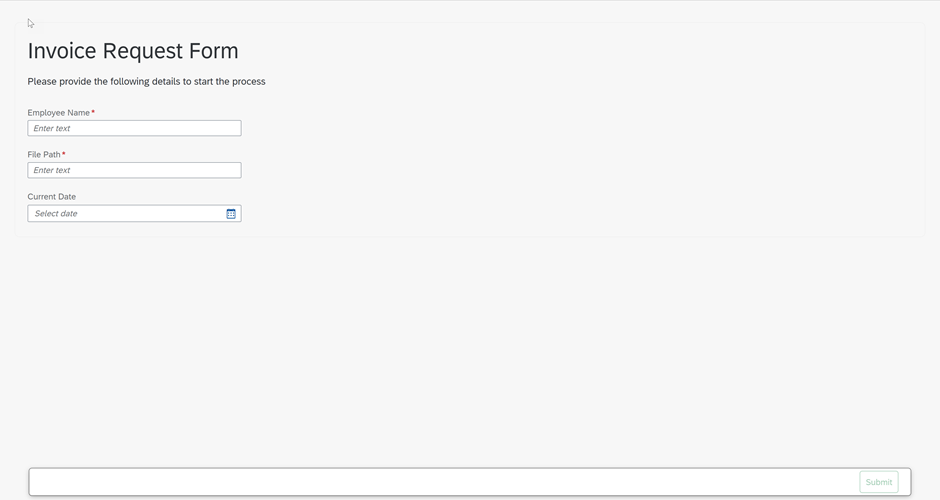 Invoice Request Form
Please provide the following details to start the process
Employee Name*
Enter text
File Path*
Enter text
Current Date
Select date
Submit